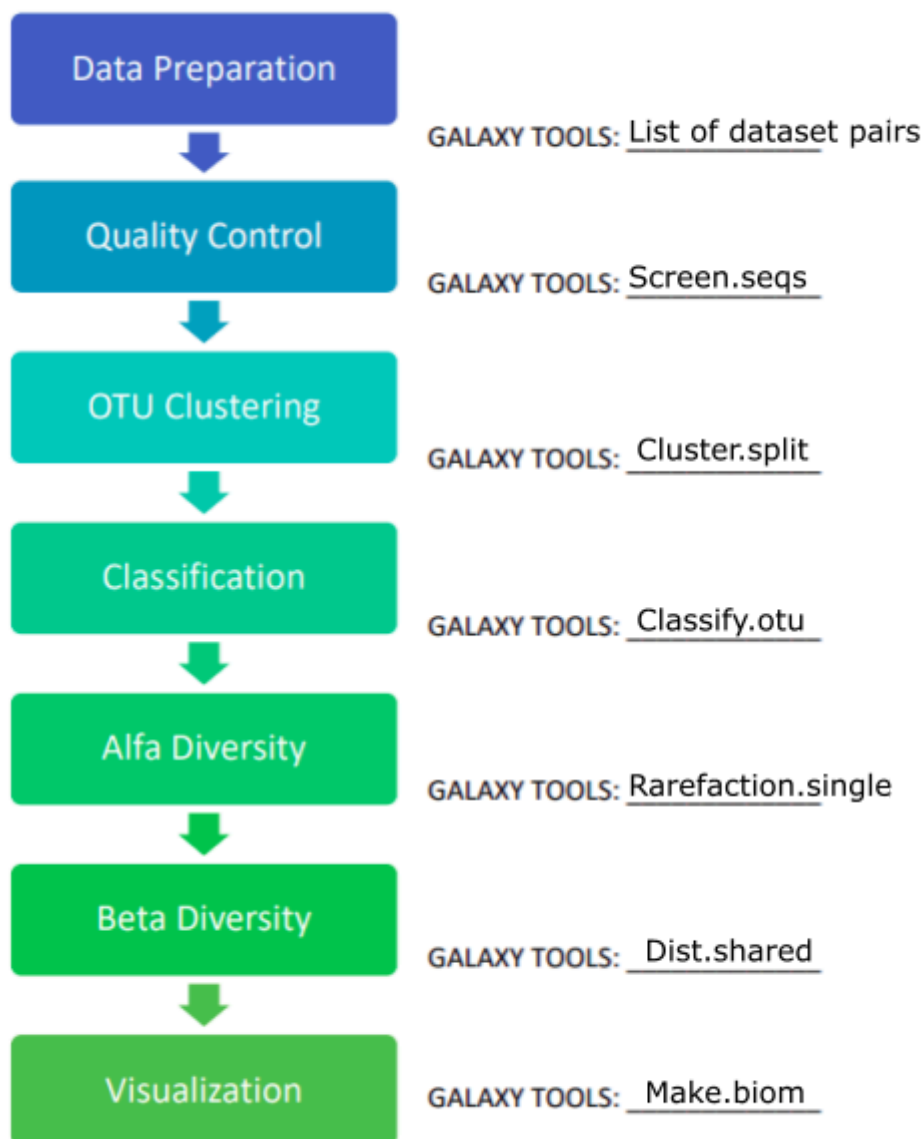 Data Preparation
GALAXY TOOLS: List of dataset pairs
Quality Control
GALAXY TOOLS: Screen.seqs
OTU Clustering
GALAXY TOOLS: Cluster.split
Classification
GALAXY TOOLS: Classify.otu
Alfa Diversity
GALAXY TOOLS: Rarefaction.single
Beta Diversity
GALAXY TOOLS: Dist.shared
Visualization
GALAXY TOOLS: Make.biom